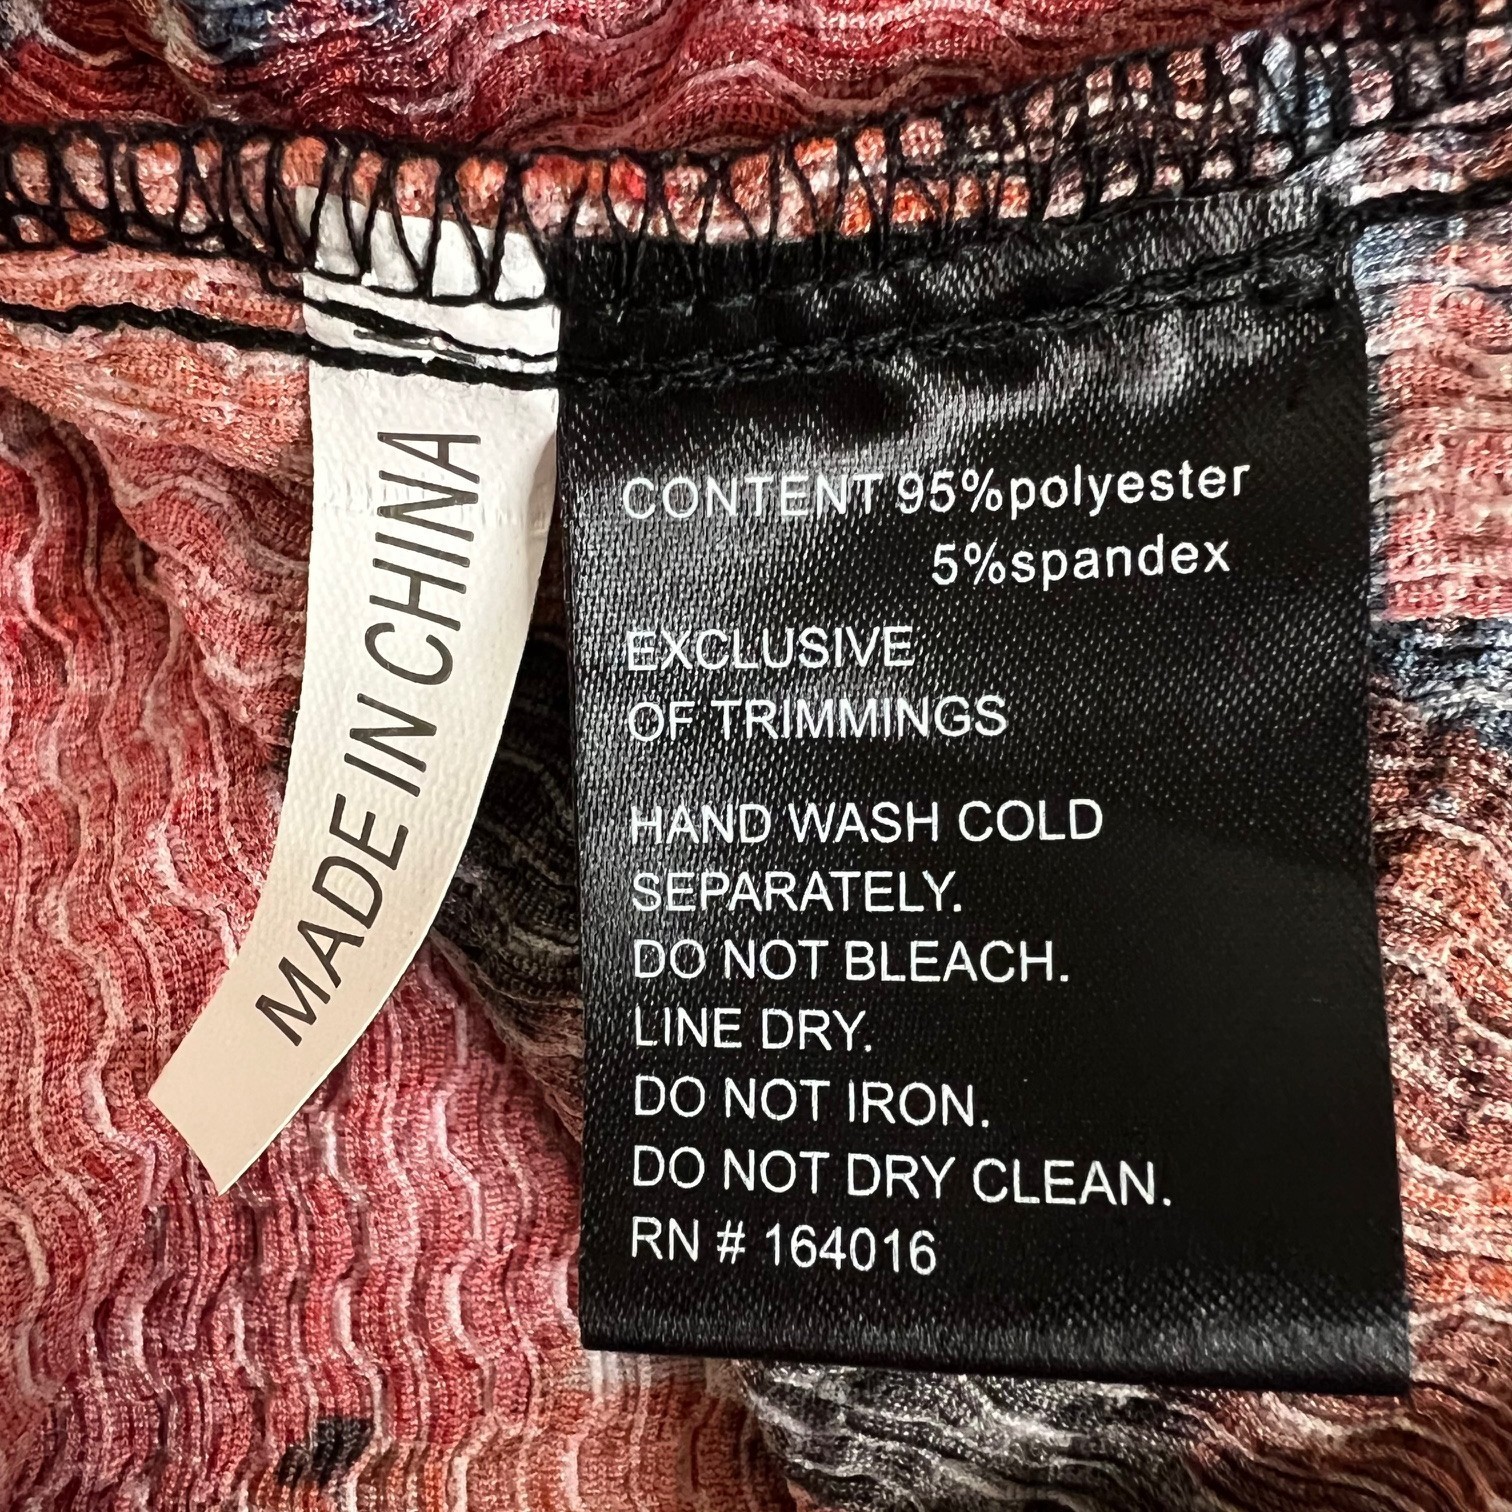 MADE IN CHINA
CONTENT 95%polyester
5%spandex
EXCLUSIVE
OF TRIMMINGS
HAND WASH COLD
SEPARATELY.
DO NOT BLEACH.
LINE DRY.
DO NOT IRON.
DO NOT DRY CLEAN.
RN # 164016